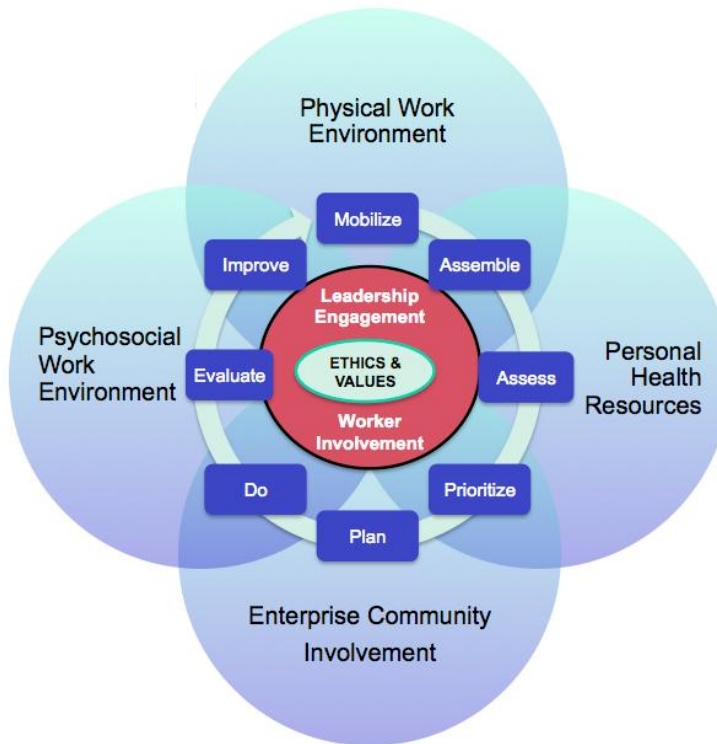 Physical Work
Environment
Mobilize
Improve
Assemble
Leadership
Engagement
Psychosocial
Work
Environment
Evaluate
ETHICS &
VALUES
Assess
Personal
Health
Resources
Worker
Involvement
Do
Prioritize
Plan
Enterprise Community
Involvement